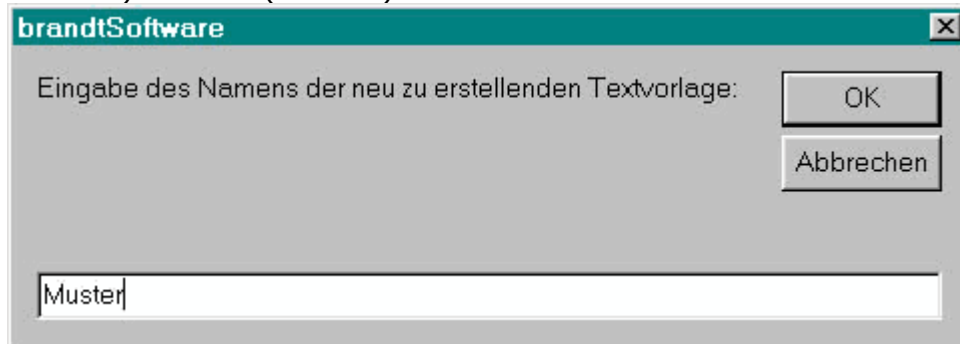 brandtSoftware
Eingabe des Namens der neu zu erstellenden Textvorlage:
OK
Abbrechen
Muster